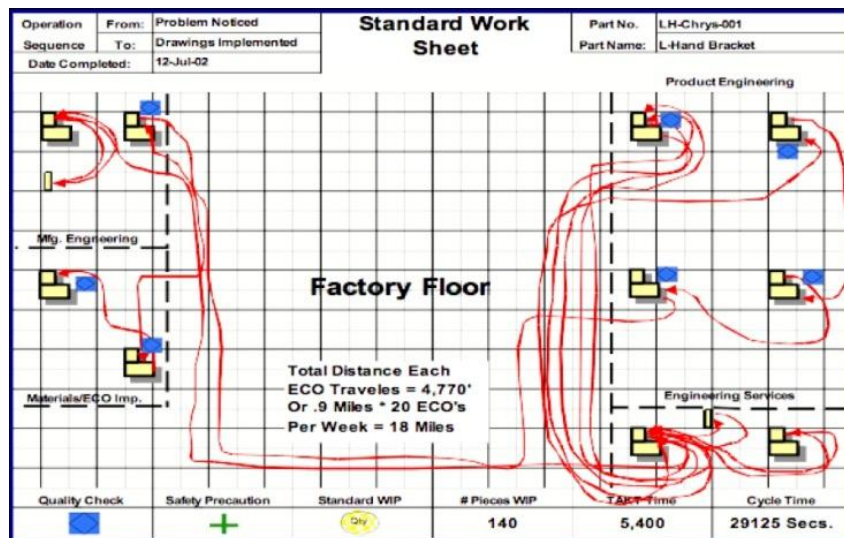 Operation From: Problem Noticed Standard Work Part No. LH-Chrys-001
Sequence To: Drawings Implemented Sheet Part Name: L-Hand Bracket
Date Completed: 12-Jul-02
Product Engineering
Mfg. Engneering
Factory Floor
Total Distance Each
ECO Traveles = 4,770'
Or .9 Miles * 20 ECO's
Per Week = 18 Miles
Materials/ECO Imp.
Engineering Services
Quality Check Safety Precaution Standard WIP # Pieces WIP TAKT Time Cycle Time
Qty 140 5,400 29125 Secs.